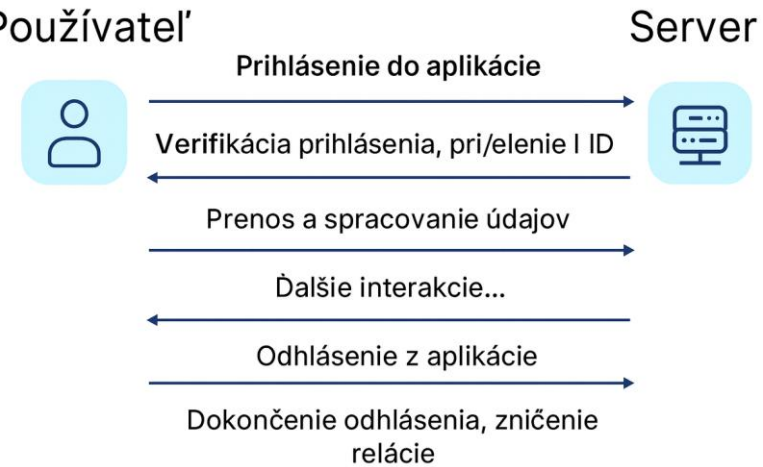 Používateľ
Server
Prihlásenie do aplikácie
Verifikácia prihlásenia, pri/elenie I ID
Prenos a spracovanie údajov
Ďalšie interakcie...
Odhlásenie z aplikácie
Dokončenie odhlásenia, zničenie
relácie